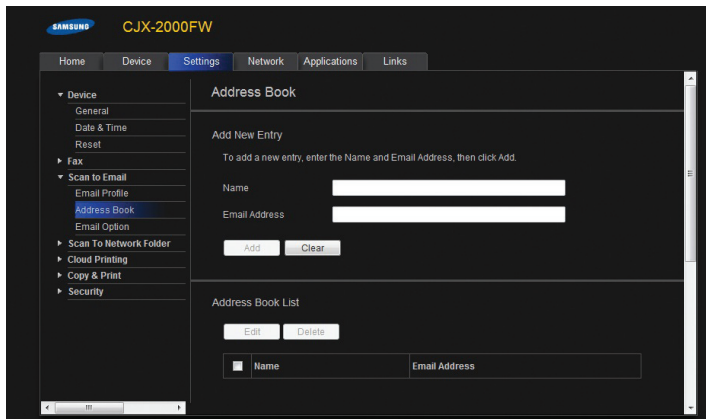 SAMSUNG CJX-2000FW
Home Device Settings Network Applications Links
Device
General
Date & Time
Reset
Fax
Scan to Email
Email Profile
Address Book
Email Option
Scan To Network Folder
Cloud Printing
Copy & Print
Security
Address Book
Add New Entry
To add a new entry, enter the Name and Email Address, then click Add.
Name
Email Address
Add Clear
Address Book List
Edit Delete
Name Email Address